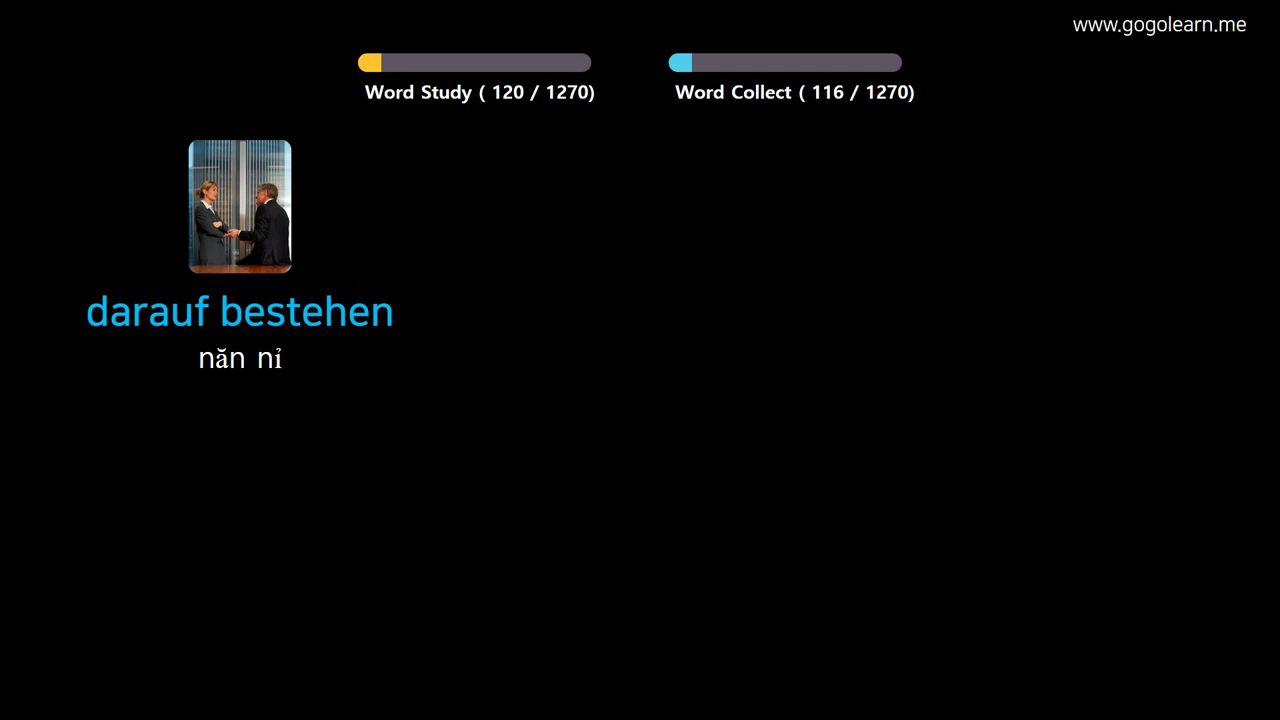 www.gogolearn.me
Word Study ( 120 / 1270)
Word Collect ( 116 / 1270)
darauf bestehen
năn nỉ